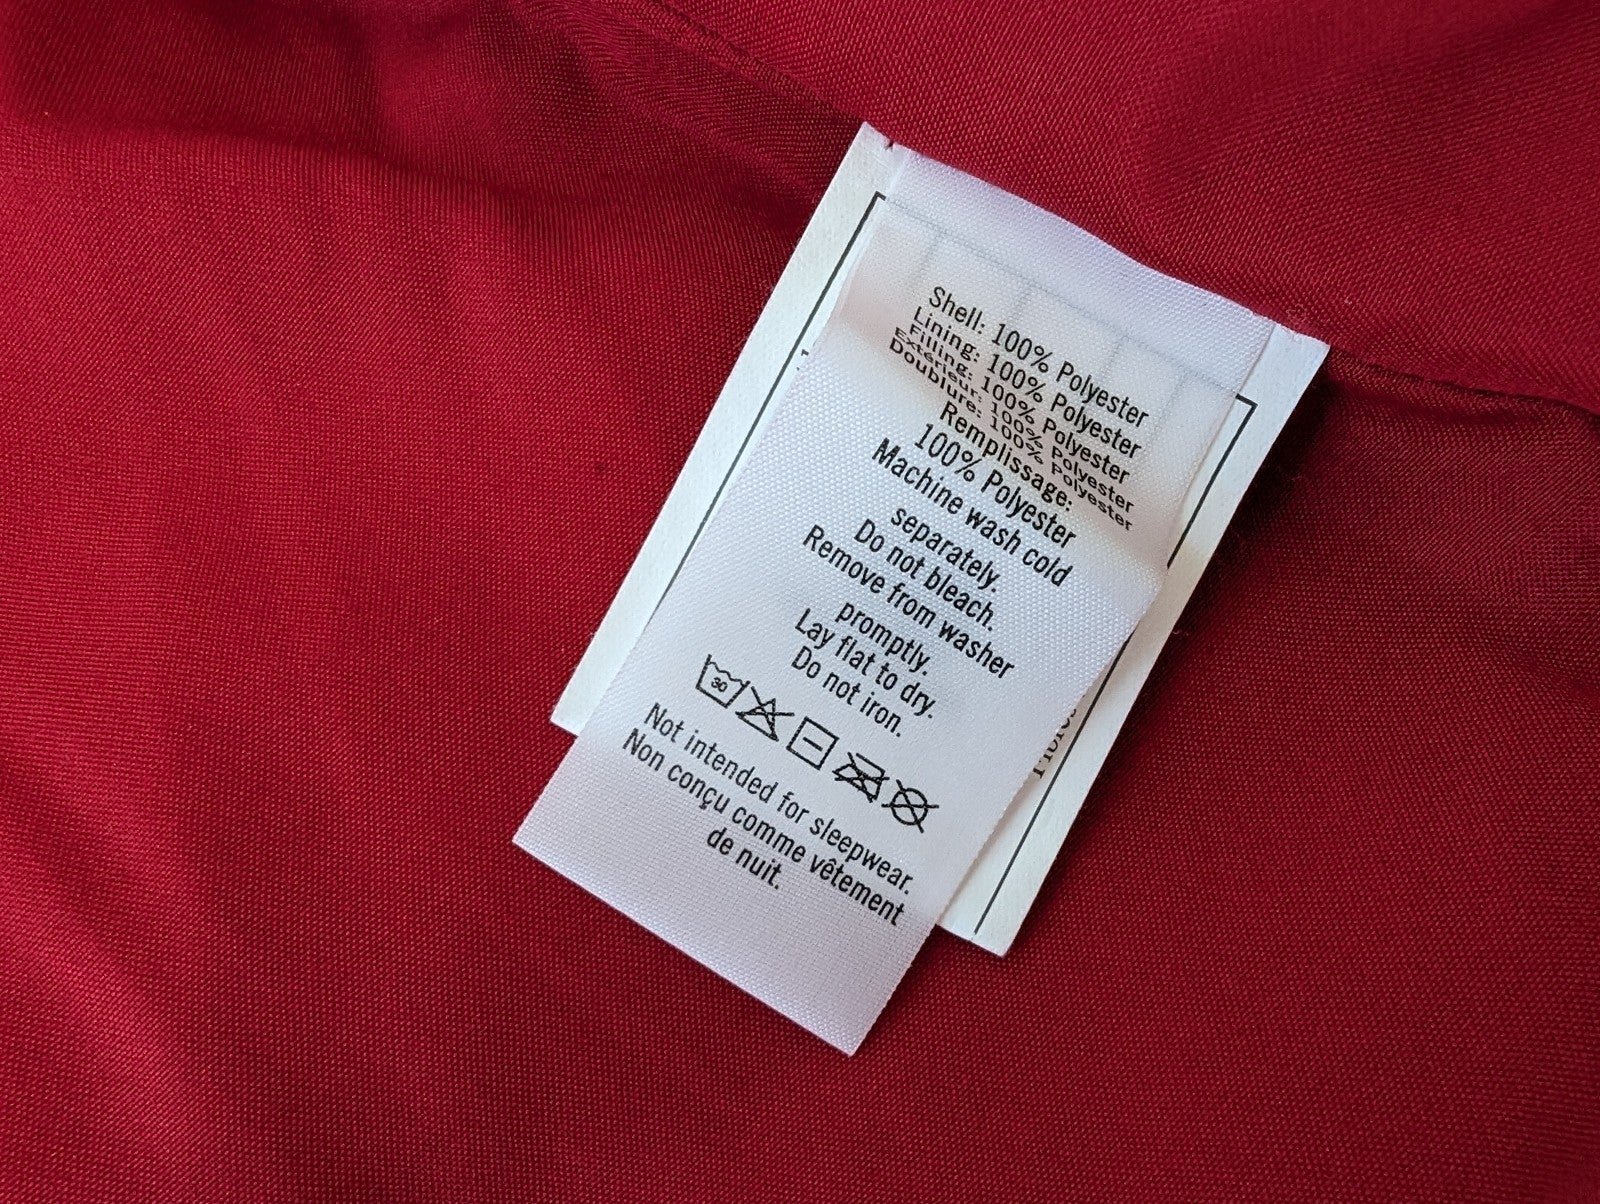 Shell: 100% Polyester
Lining: 100% Polyester
Filling: 100% Polyester
Extérieur: 100% Polyester
Doublure: 100% Polyester
Remplissage:
100% Polyester
Machine wash cold
separately.
Do not bleach.
Remove from washer
promptly.
Lay flat to dry.
Do not iron.
30
Not intended for sleepwear.
Non conçu comme vêtement
de nuit.